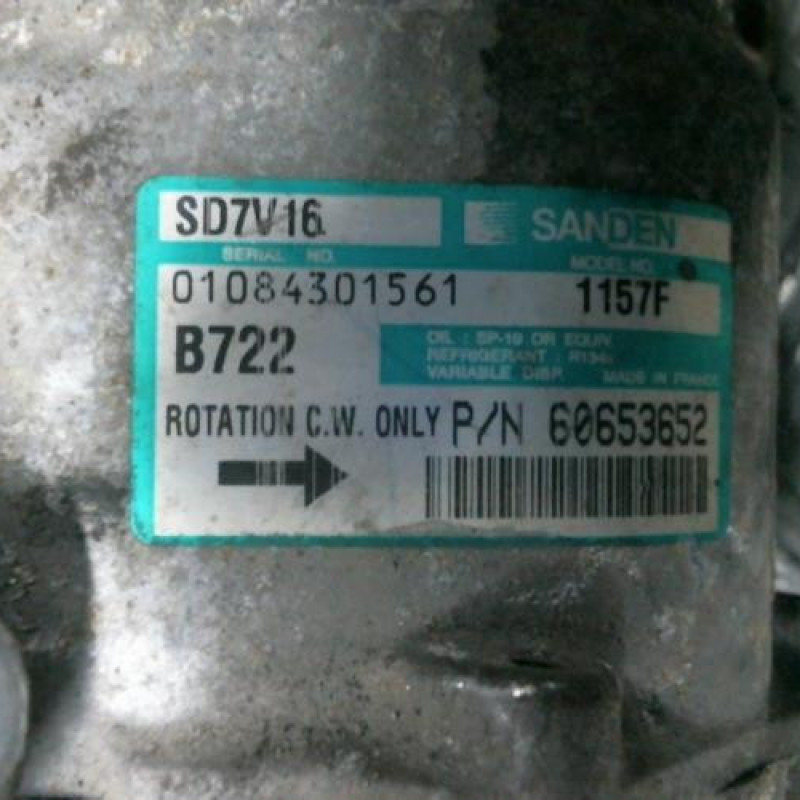 SD7V16 SANDEN
SERIAL NO. MODEL NO.
01084301561 1157F
B722
OIL : SP-10 OR EQUIV.
REFRIGERANT : R134a
VARIABLE DISP. MADE IN FRANCE
ROTATION C.W. ONLY P/N 60653652